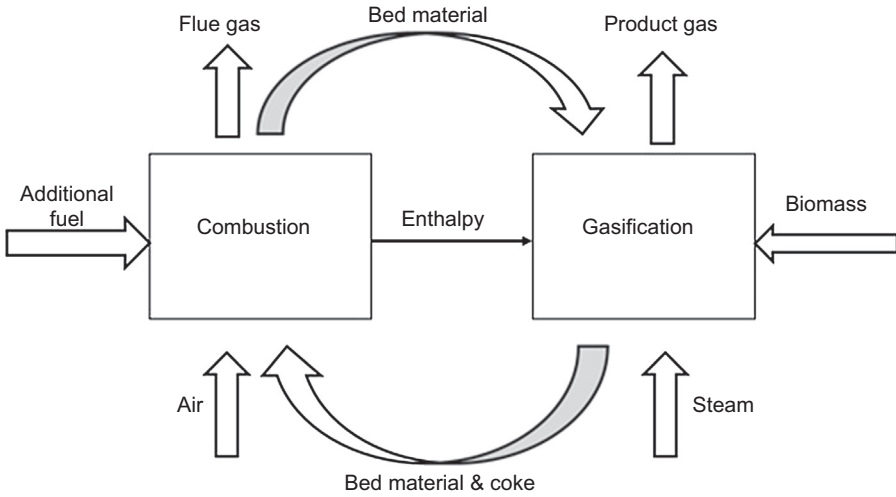 Bed material
Flue gas
Product gas
Additional
fuel
Combustion
Enthalpy
Gasification
Biomass
Air
Steam
Bed material & coke